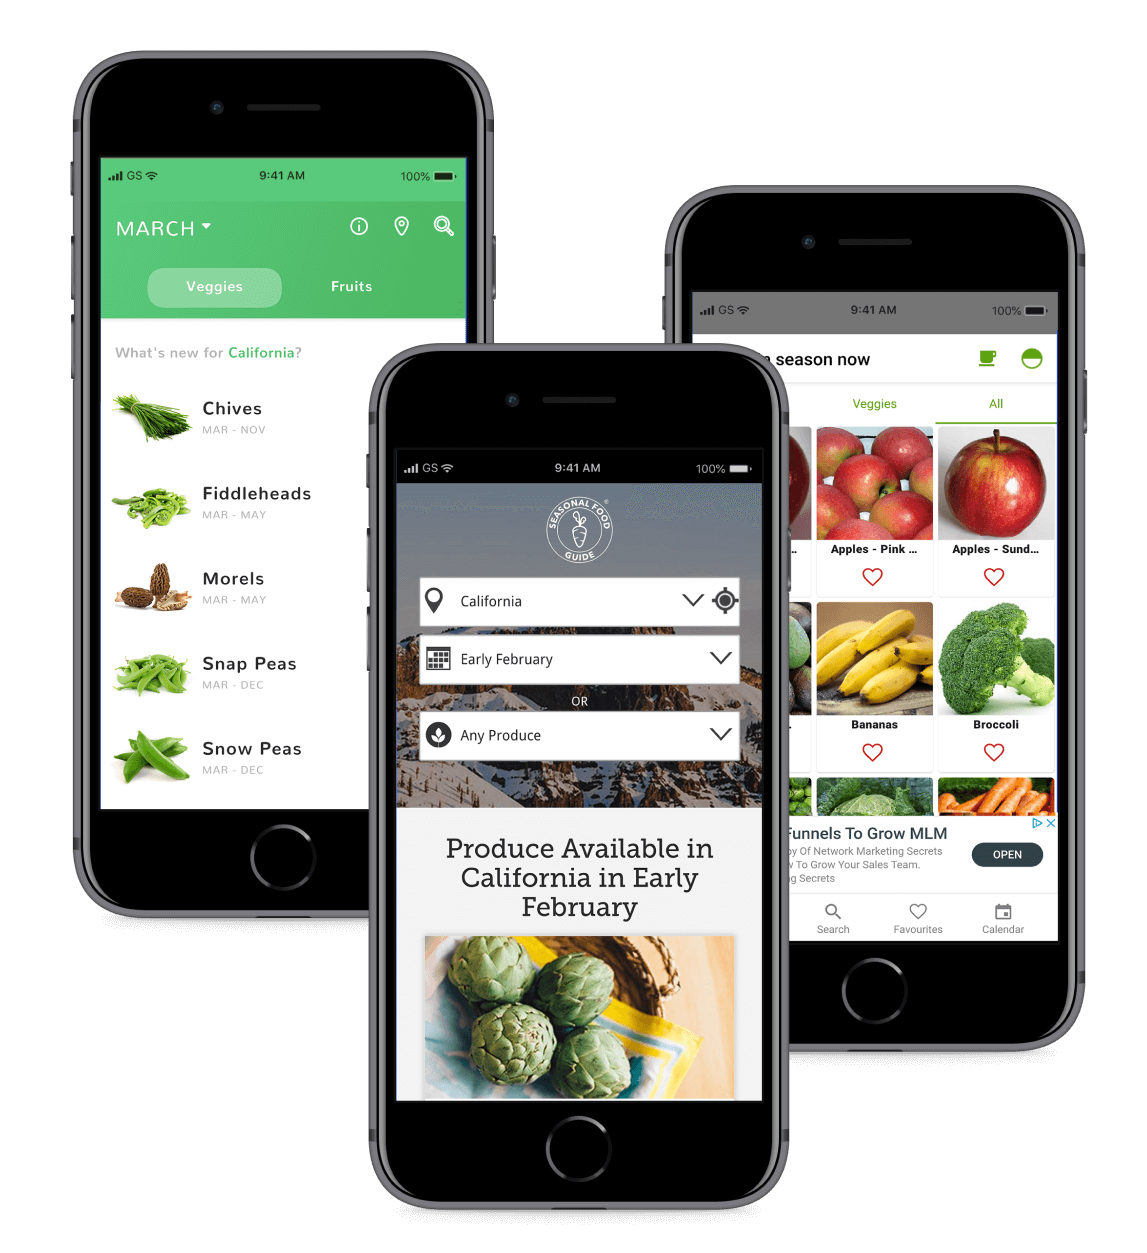 GS
9:41 AM
100%
MARCH
Veggies
Fruits
What's new for California?
Chives
MAR - NOV
Fiddleheads
MAR - MAY
Morels
MAR - MAY
Snap Peas
MAR - DEC
Snow Peas
MAR - DEC
GS
9:41 AM
100%
SEASONAL FOOD
GUIDE
®
California
Early February
OR
Any Produce
Produce Available in
California in Early
February
GS
9:41 AM
100%
season now
Veggies
All
Apples - Pink ...
Apples - Sund...
Bananas
Broccoli
Funnels To Grow MLM
Of Network Marketing Secrets
To Grow Your Sales Team.
Secrets
OPEN
Search
Favourites
Calendar